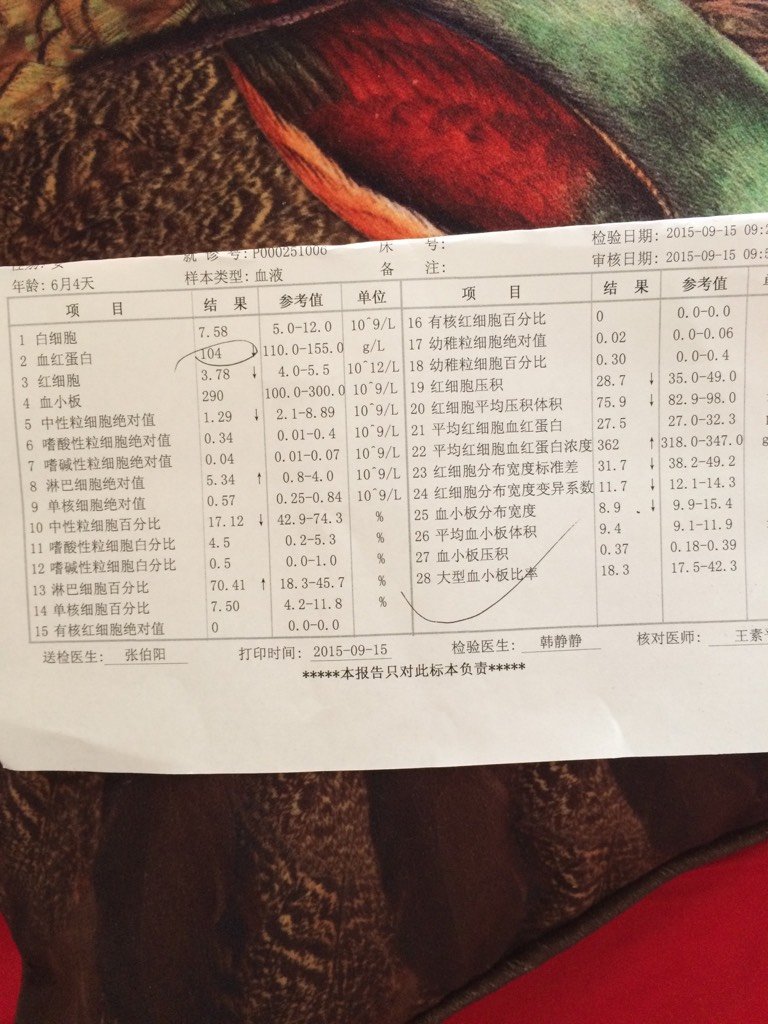 就诊号: P000251006 床 号: 检验日期: 2015-09-15
年龄: 6月4天 样本类型: 血液 备 注: 审核日期: 2015-09-15
项 目 结 果 参考值 单位 项 目 结 果 参考值
1 白细胞 7.58 5.0-12.0 10^9/L 16 有核红细胞百分比 0 0.0-0.0
2 血红蛋白 104 ↓ 110.0-155.0 g/L 17 幼稚粒细胞绝对值 0.02 0.0-0.06
3 红细胞 3.78 ↓ 4.0-5.5 10^12/L 18 幼稚粒细胞百分比 0.30 0.0-0.4
4 血小板 290 100.0-300.0 10^9/L 19 红细胞压积 28.7 ↓ 35.0-49.0
5 中性粒细胞绝对值 1.29 ↓ 2.1-8.89 10^9/L 20 红细胞平均压积体积 75.9 ↓ 82.9-98.0
6 嗜酸性粒细胞绝对值 0.34 0.01-0.4 10^9/L 21 平均红细胞血红蛋白 27.5 27.0-32.3
7 嗜碱性粒细胞绝对值 0.04 0.01-0.07 10^9/L 22 平均红细胞血红蛋白浓度 362 ↑ 318.0-347.0
8 淋巴细胞绝对值 5.34 ↑ 0.8-4.0 10^9/L 23 红细胞分布宽度标准差 31.7 ↓ 38.2-49.2
9 单核细胞绝对值 0.57 0.25-0.84 10^9/L 24 红细胞分布宽度变异系数 11.7 ↓ 12.1-14.3
10 中性粒细胞百分比 17.12 ↓ 42.9-74.3 % 25 血小板分布宽度 8.9 ↓ 9.9-15.4
11 嗜酸性粒细胞白分比 4.5 0.2-5.3 % 26 平均血小板体积 9.4 9.1-11.9
12 嗜碱性粒细胞白分比 0.5 0.0-1.0 % 27 血小板压积 0.37 0.18-0.39
13 淋巴细胞百分比 70.41 ↑ 18.3-45.7 % 28 大型血小板比率 18.3 17.5-42.3
14 单核细胞百分比 7.50 4.2-11.8 %
15 有核红细胞绝对值 0 0.0-0.0
送检医生: 张伯阳 打印时间: 2015-09-15 检验医生: 韩静静 核对医师: 王素
*****本报告只对此标本负责*****